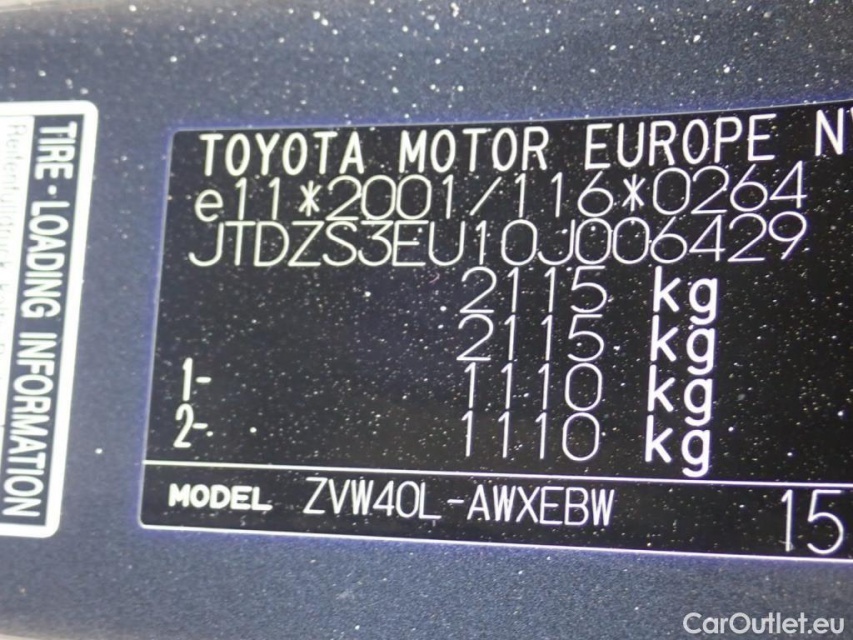 TOYOTA MOTOR EUROPE N
e11*2001/116*0264
JTDZS3EU10J006429
2115 kg
2115 kg
1- 1110 kg
2- 1110 kg
MODEL ZVW40L-AWXEBW 15
TIRE-LOADING INFORMATION
CarOutlet.eu